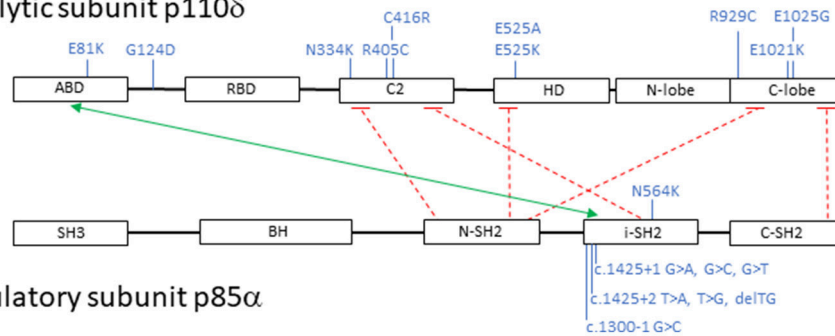 lytic subunit p110δ
C416R
R929C E1025G
E525A
E81K G124D N334K R405C E525K E1021K
ABD RBD C2 HD N-lobe C-lobe
N564K
SH3 BH N-SH2 i-SH2 C-SH2
c.1425+1 G>A, G>C, G>T
ulatory subunit p85α
c.1425+2 T>A, T>G, delTG
c.1300-1 G>C